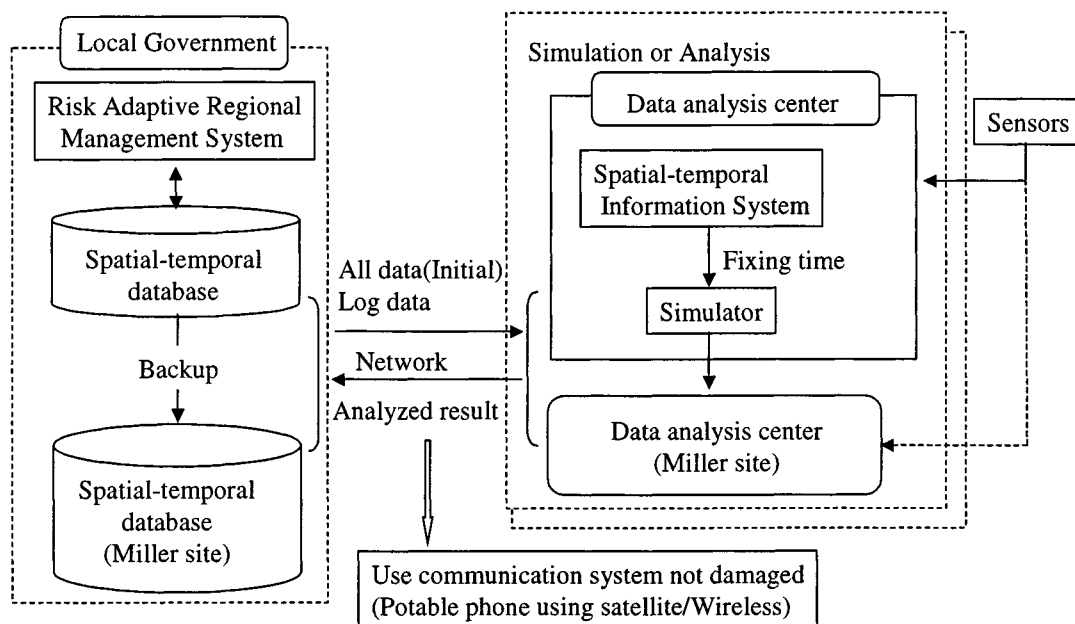 Local Government
Risk Adaptive Regional
Management System
Spatial-temporal
database
Backup
Spatial-temporal
database
(Miller site)
All data(Initial)
Log data
Network
Analyzed result
Use communication system not damaged
(Potable phone using satellite/Wireless)
Simulation or Analysis
Data analysis center
Spatial-temporal
Information System
Fixing time
Simulator
Data analysis center
(Miller site)
Sensors